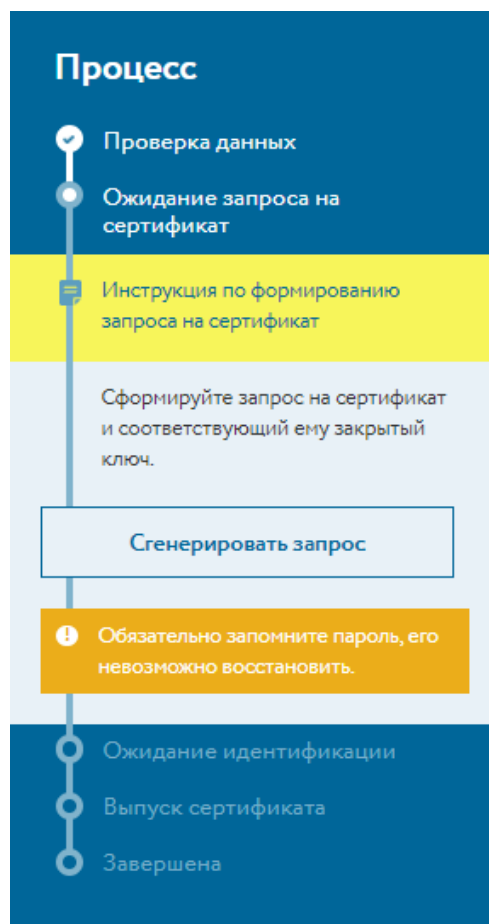 Процесс
Проверка данных
Ожидание запроса на
сертификат
Инструкция по формированию
запроса на сертификат
Сформируйте запрос на сертификат
и соответствующий ему закрытый
ключ.
Сгенерировать запрос
Обязательно запомните пароль, его
невозможно восстановить.
Ожидание идентификации
Выпуск сертификата
Завершена